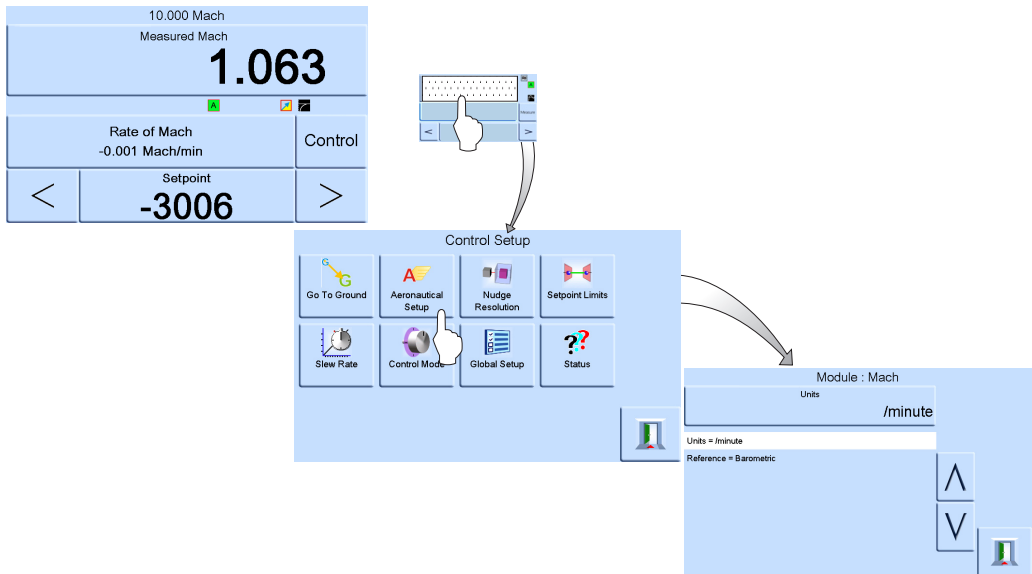 10.000 Mach
Measured Mach
1.063
A
Rate of Mach
-0.001 Mach/min
Control
<
Setpoint
-3006
>
Measure
<
>
Control Setup
G
G
Go To Ground
A
Aeronautical
Setup
Nudge
Resolution
Setpoint Limits
Slew Rate
Control Mode
Global Setup
???
Status
Module : Mach
Units
/minute
Units = /minute
Reference = Barometric